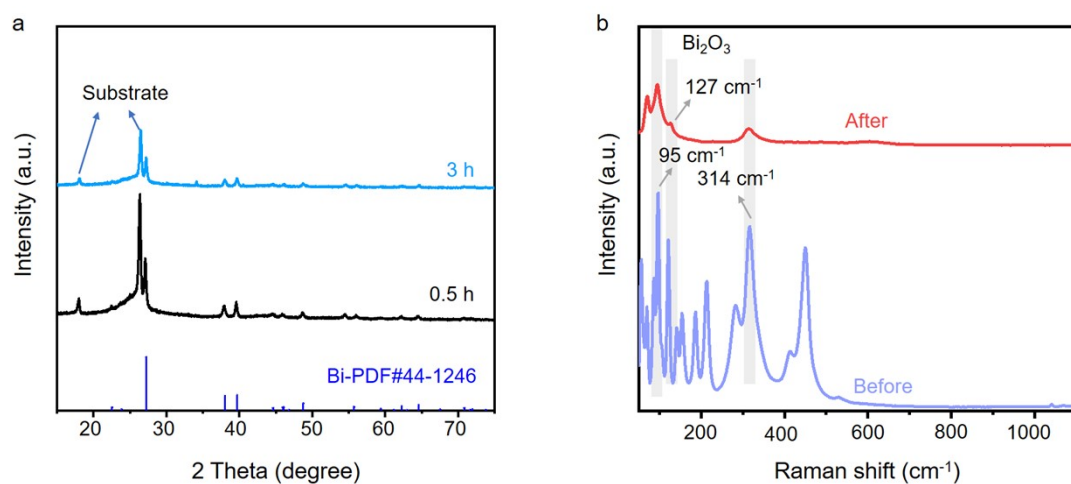 a
Substrate
3 h
0.5 h
Bi-PDF#44-1246
Intensity (a.u.)
20 30 40 50 60 70
2 Theta (degree)
b
Bi₂O₃
127 cm⁻¹
After
95 cm⁻¹
314 cm⁻¹
Before
Intensity (a.u.)
200 400 600 800 1000
Raman shift (cm⁻¹)